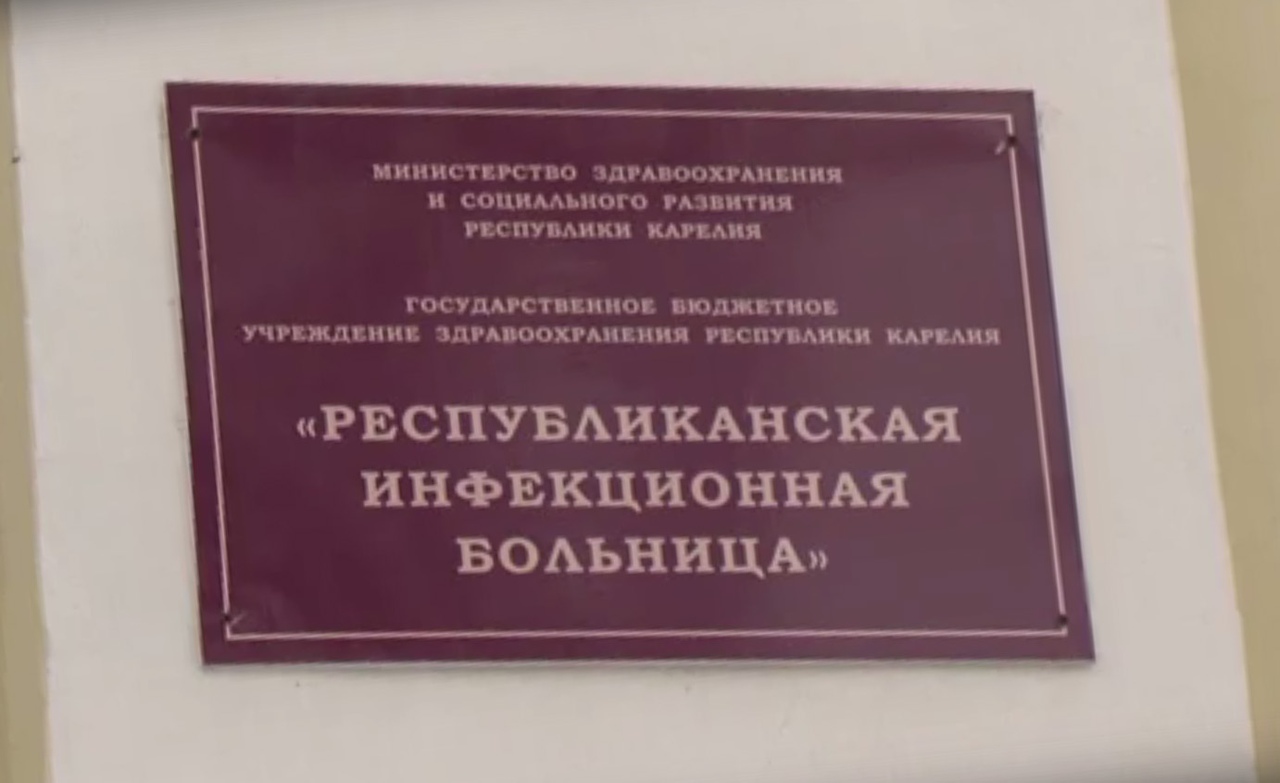 МИНИСТЕРСТВО ЗДРАВООХРАНЕНИЯ
И СОЦИАЛЬНОГО РАЗВИТИЯ
РЕСПУБЛИКИ КАРЕЛИЯ
ГОСУДАРСТВЕННОЕ БЮДЖЕТНОЕ
УЧРЕЖДЕНИЕ ЗДРАВООХРАНЕНИЯ РЕСПУБЛИКИ КАРЕЛИЯ
«РЕСПУБЛИКАНСКАЯ
ИНФЕКЦИОННАЯ
БОЛЬНИЦА»